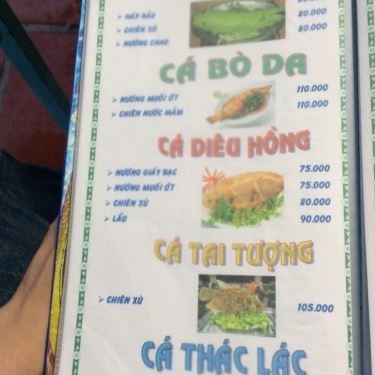 HẤP BẦU
CHIÊN XÙ 80.000
NƯỚNG CHAO 80.000
CÁ BÒ DA
NƯỚNG MUỐI ỚT 110.000
CHIÊN NƯỚC MẮM 110.000
CÁ DIÊU HỒNG
NƯỚNG GIẤY BẠC 75.000
NƯỚNG MUỐI ỚT 75.000
CHIÊN XÙ 80.000
LẨU 90.000
CÁ TAI TƯỢNG
CHIÊN XÙ 105.000
CÁ THÁC LÁC